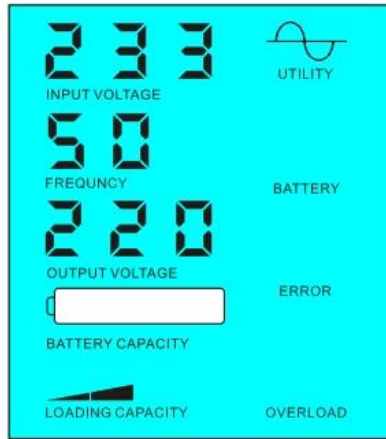 233
UTILITY
INPUT VOLTAGE
50
FREQUNCY
BATTERY
220
OUTPUT VOLTAGE
ERROR
BATTERY CAPACITY
LOADING CAPACITY
OVERLOAD